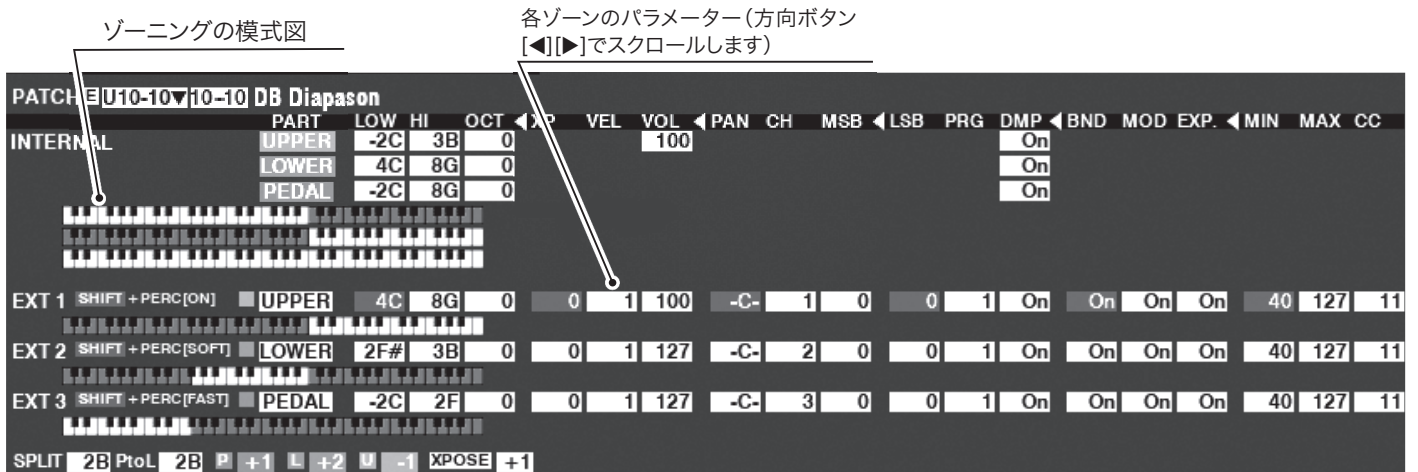 ゾーニングの模式図
各ゾーンのパラメーター（方向ボタン
[◀][▶]でスクロールします）
PATCH E U10-10▼10-10 DB Diapason
PART LOW HI OCT ◀XP VEL VOL ◀PAN CH MSB ◀LSB PRG DMP ◀BND MOD EXP. ◀MIN MAX CC
INTERNAL UPPER -2C 3B 0 100 On
LOWER 4C 8G 0 On
PEDAL -2C 8G 0 On
EXT 1 SHIFT +PERC[ON] UPPER 4C 8G 0 0 1 100 -C- 1 0 0 1 On On On On 40 127 11
EXT 2 SHIFT +PERC[SOFT] LOWER 2F# 3B 0 0 1 127 -C- 2 0 0 1 On On On On 40 127 11
EXT 3 SHIFT +PERC[FAST] PEDAL -2C 2F 0 0 1 127 -C- 3 0 0 1 On On On On 40 127 11
SPLIT 2B PtoL 2B P +1 L +2 U -1 XPOSE +1